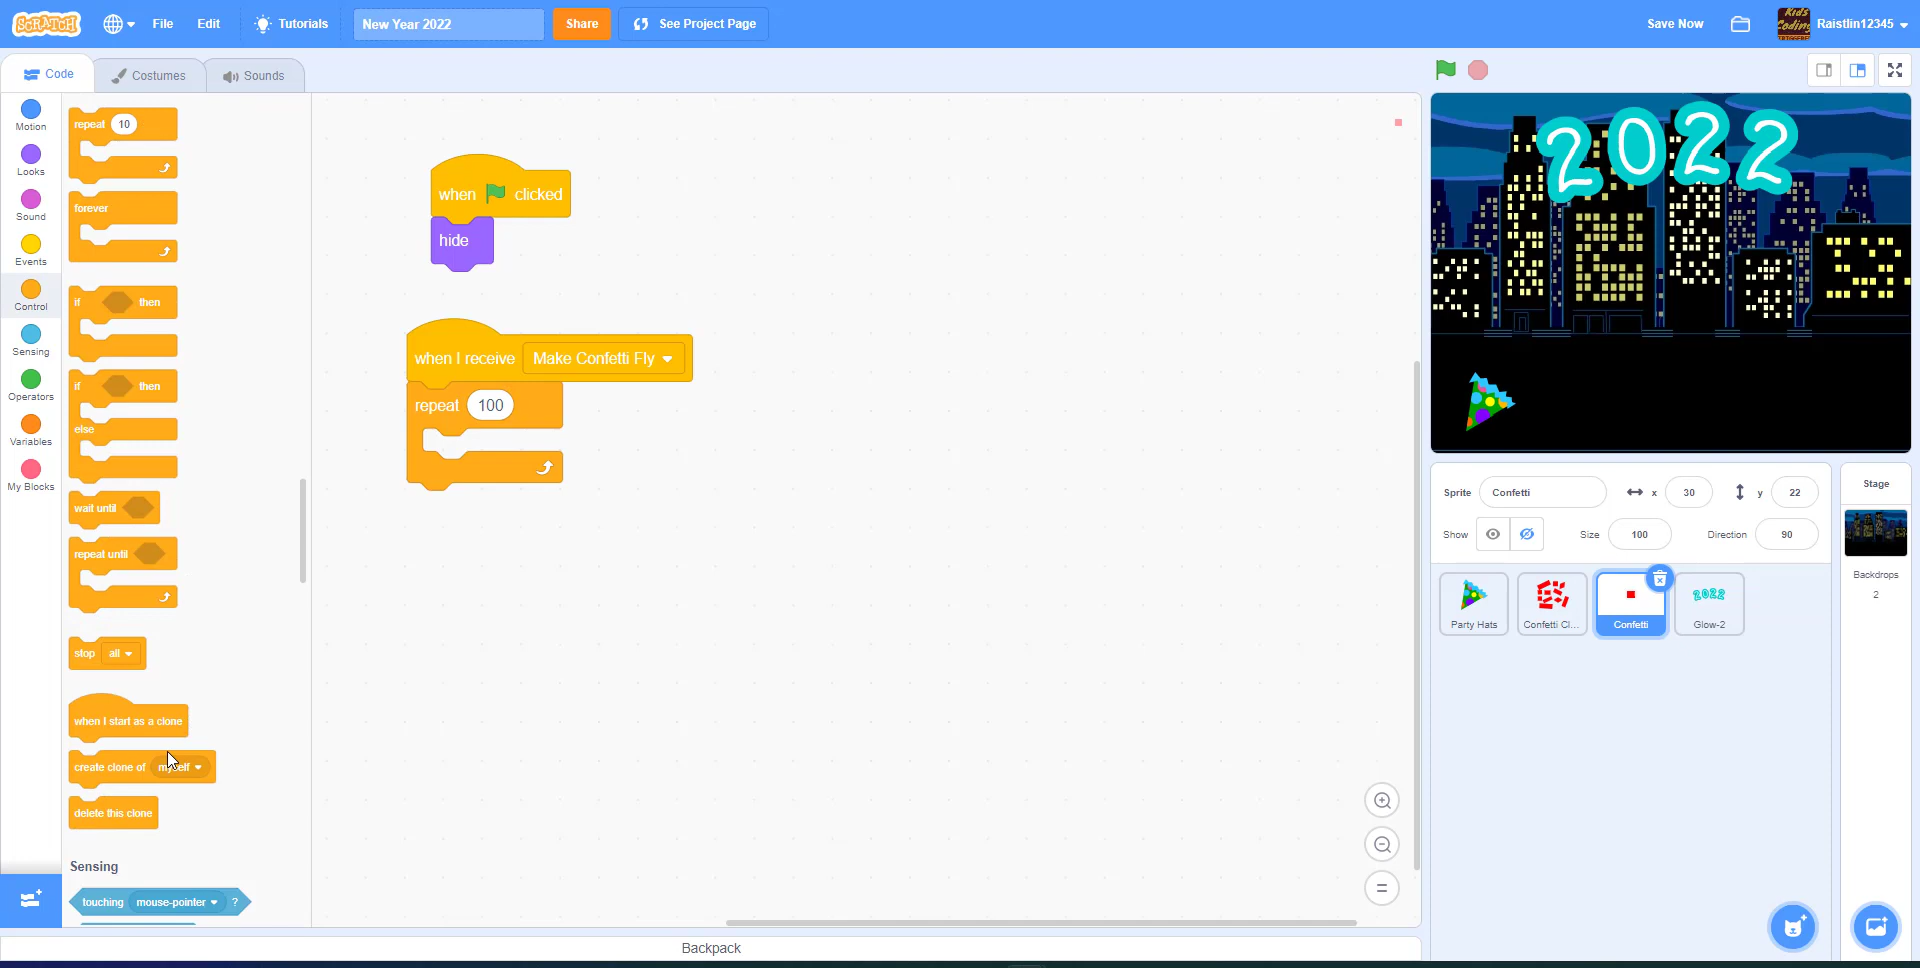 SCRATCH
File
Edit
Tutorials
New Year 2022
Share
See Project Page
Save Now
Raistlin12345
Code
Costumes
Sounds
Motion
Looks
Sound
Events
Control
Sensing
Operators
Variables
My Blocks
repeat 10
forever
if then
if then
else
wait until
repeat until
stop all
when I start as a clone
create clone of myself
delete this clone
Sensing
touching mouse-pointer ?
when clicked
hide
when I receive Make Confetti Fly
repeat 100
2022
Sprite Confetti x 30 y 22
Show Size 100 Direction 90
Party Hats
Confetti Cl...
Confetti
2022
Glow-2
Stage
Backdrops
2
Backpack